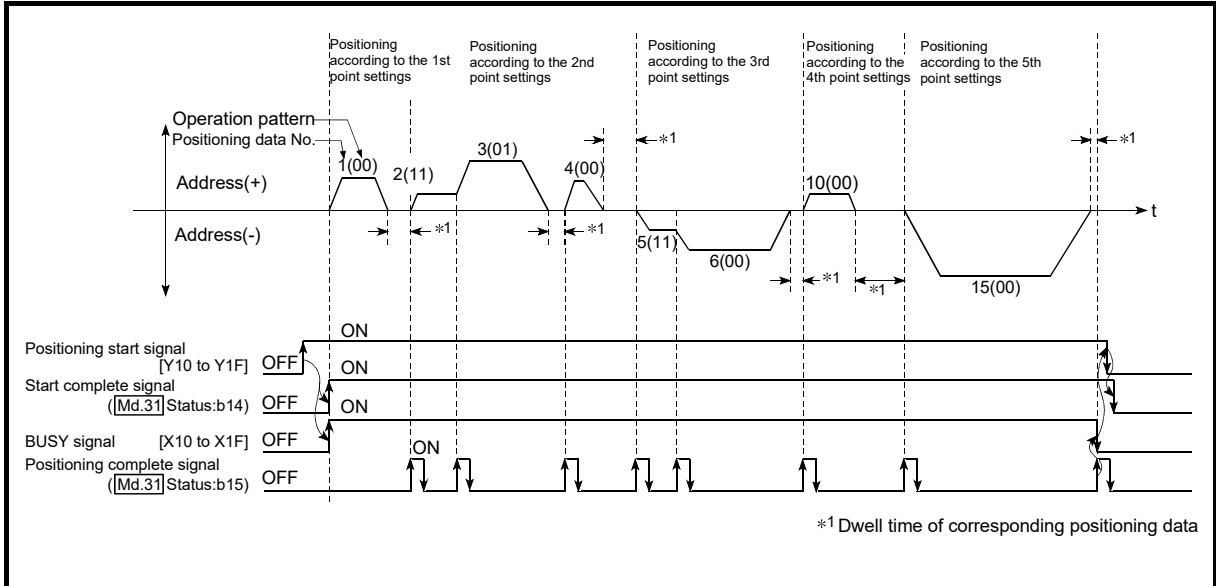 Positioning
according to the 1st
point settings
Positioning
according to the 2nd
point settings
Positioning
according to the 3rd
point settings
Positioning
according to the
4th point settings
Positioning
according to the 5th
point settings
Operation pattern
Positioning data No.
1(00)
2(11)
3(01)
4(00)
*1
*1
10(00)
Address(+)
t
Address(-)
*1
*1
5(11)
6(00)
*1
*1
15(00)
ON
Positioning start signal
[Y10 to Y1F] OFF
ON
Start complete signal
(Md.31 Status:b14) OFF
ON
BUSY signal [X10 to X1F] OFF
ON
Positioning complete signal
(Md.31 Status:b15) OFF
*1 Dwell time of corresponding positioning data